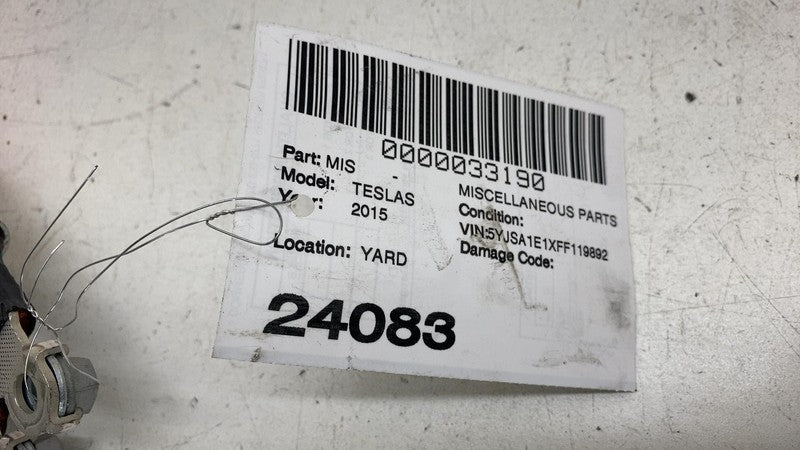 0000033190
Part: MIS -
MISCELLANEOUS PARTS
Model: TESLAS
Condition:
Year: 2015
VIN:5YJSA1E1XFF119892
Location: YARD
Damage Code:
24083